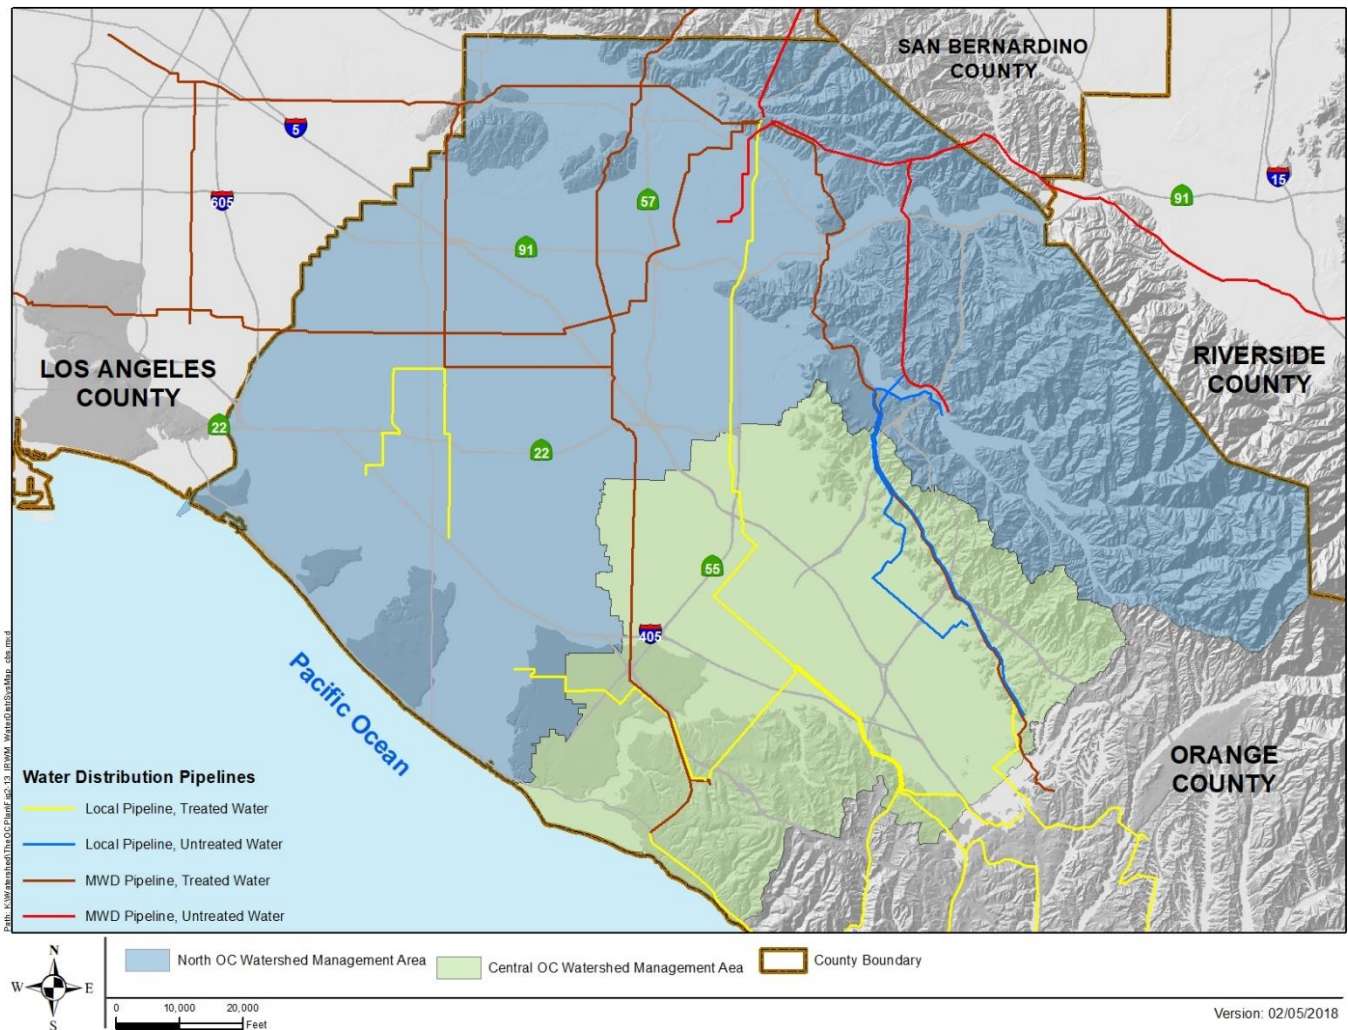 SAN BERNARDINO
COUNTY
5
15
605
57
91
91
LOS ANGELES
COUNTY
RIVERSIDE
COUNTY
22
22
55
405
Pacific Ocean
ORANGE
COUNTY
Water Distribution Pipelines
Local Pipeline, Treated Water
Local Pipeline, Untreated Water
MWD Pipeline, Treated Water
MWD Pipeline, Untreated Water
N
W E
S
North OC Watershed Management Area
Central OC Watershed Management Aea
County Boundary
0 10,000 20,000
Feet
Version: 02/05/2018